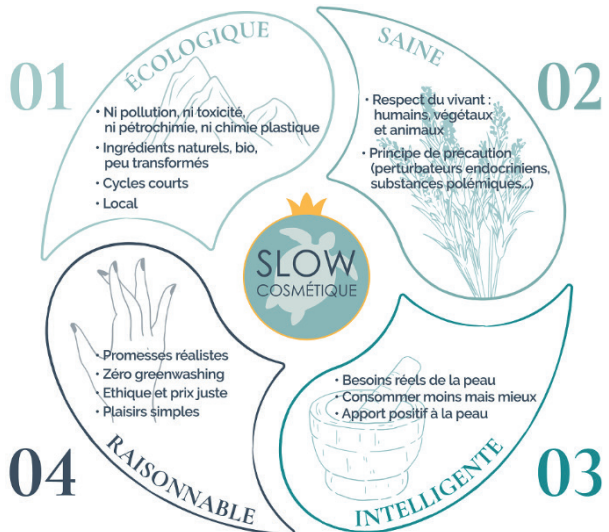 01
ÉCOLOGIQUE
• Ni pollution, ni toxicité,
ni pétrochimie, ni chimie plastique
• Ingrédients naturels, bio,
peu transformés
• Cycles courts
• Local
SAINE
02
• Respect du vivant :
humains, végétaux
et animaux
• Principe de précaution
(perturbateurs endocriniens,
substances polémiques...)
SLOW
COSMÉTIQUE
• Promesses réalistes
• Zéro greenwashing
• Ethique et prix juste
• Plaisirs simples
04
RAISONNABLE
• Besoins réels de la peau
• Consommer moins mais mieux
• Apport positif à la peau
INTELLIGENTE
03